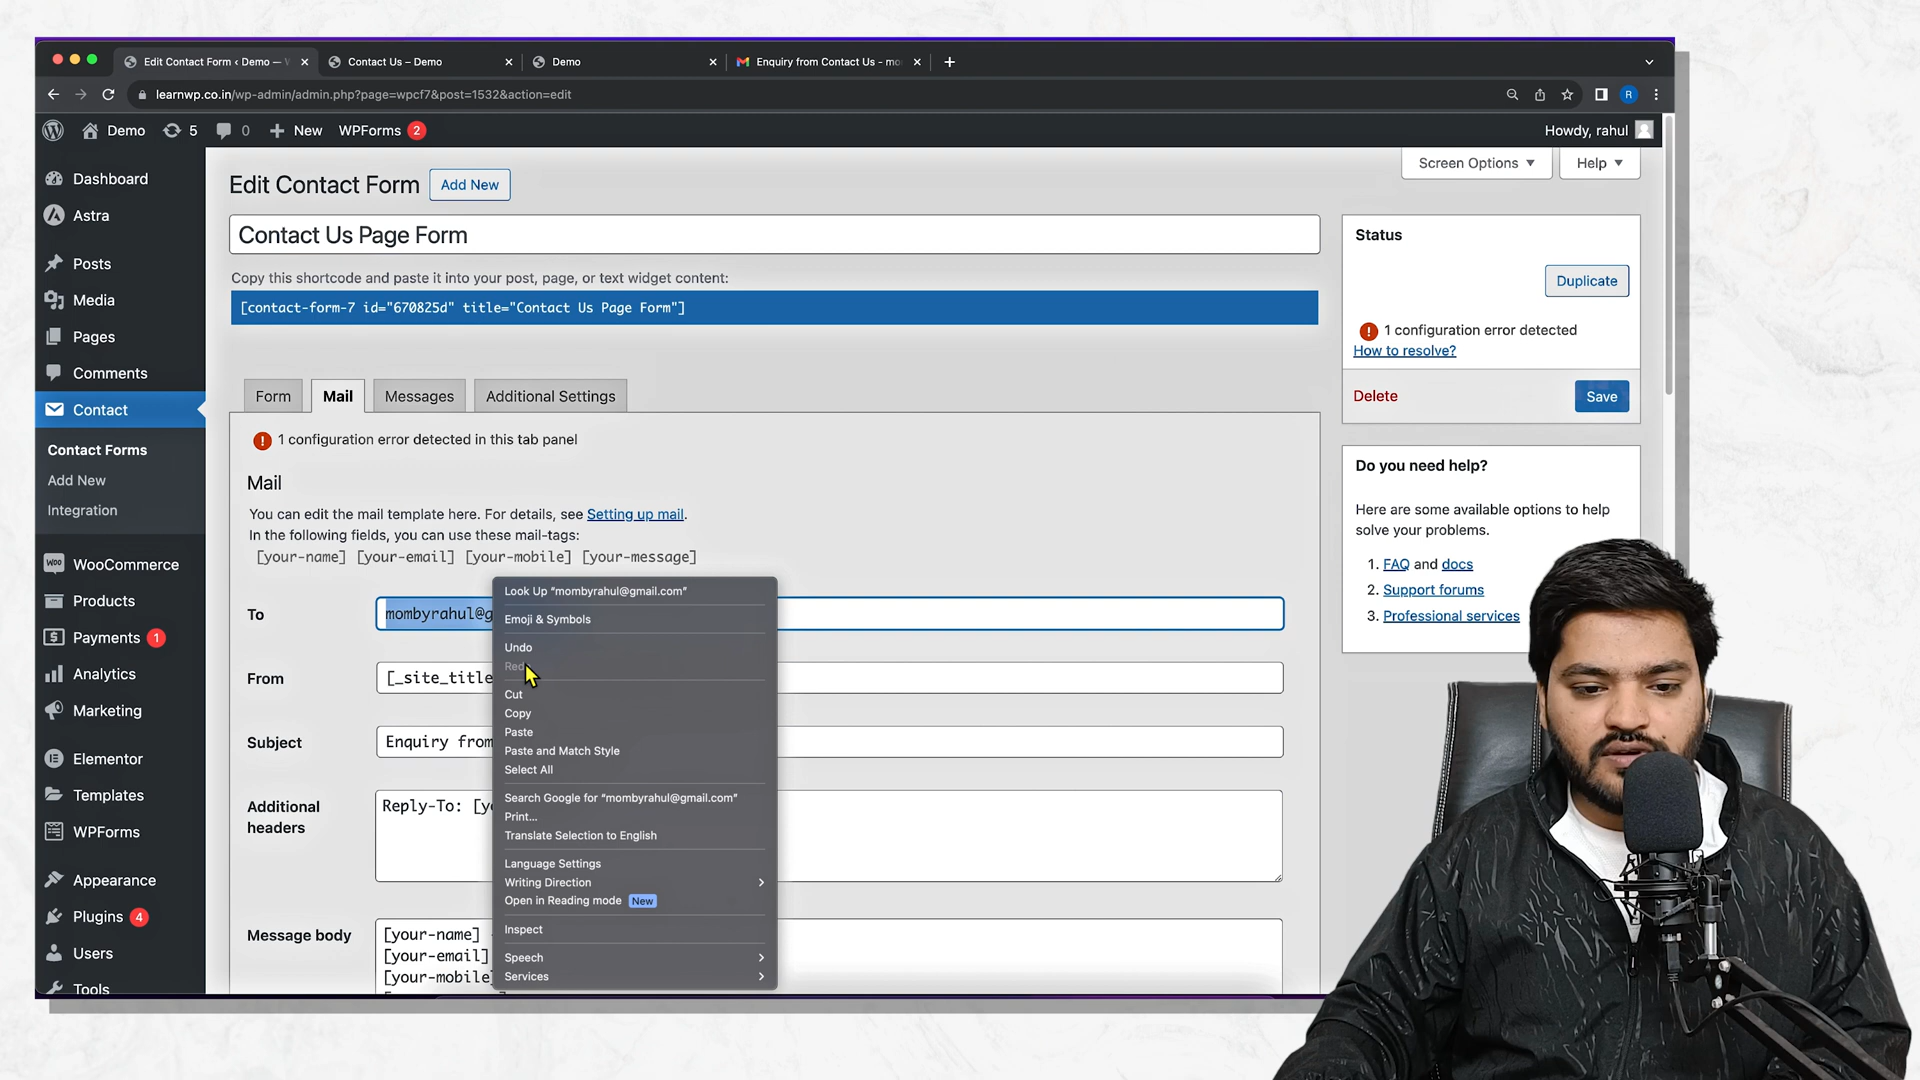 Edit Contact Form ‹ Demo —
Contact Us – Demo
Demo
Enquiry from Contact Us - mo
learnwp.co.in/wp-admin/admin.php?page=wpcf7&post=1532&action=edit
R
Demo
5
0
New
WPForms 2
Howdy, rahul
Dashboard
Astra
Posts
Media
Pages
Comments
Contact
Contact Forms
Add New
Integration
WooCommerce
Products
Payments 1
Analytics
Marketing
Elementor
Templates
WPForms
Appearance
Plugins 4
Users
Tools
Screen Options
Help
Edit Contact Form
Add New
Contact Us Page Form
Copy this shortcode and paste it into your post, page, or text widget content:
[contact-form-7 id="670825d" title="Contact Us Page Form"]
Form
Mail
Messages
Additional Settings
1 configuration error detected in this tab panel
Mail
You can edit the mail template here. For details, see Setting up mail.
In the following fields, you can use these mail-tags:
[your-name] [your-email] [your-mobile] [your-message]
To
mombyrahul@g
From
[_site_title
Subject
Enquiry from
Additional
headers
Reply-To: [yo
Message body
[your-name]
[your-email]
[your-mobile]
Look Up “mombyrahul@gmail.com”
Emoji & Symbols
Undo
Cut
Copy
Paste
Paste and Match Style
Select All
Search Google for “mombyrahul@gmail.com”
Print...
Translate Selection to English
Language Settings
Writing Direction
Open in Reading mode New
Inspect
Speech
Services
Status
Duplicate
1 configuration error detected
How to resolve?
Delete
Save
Do you need help?
Here are some available options to help
solve your problems.
1. FAQ and docs
2. Support forums
3. Professional services